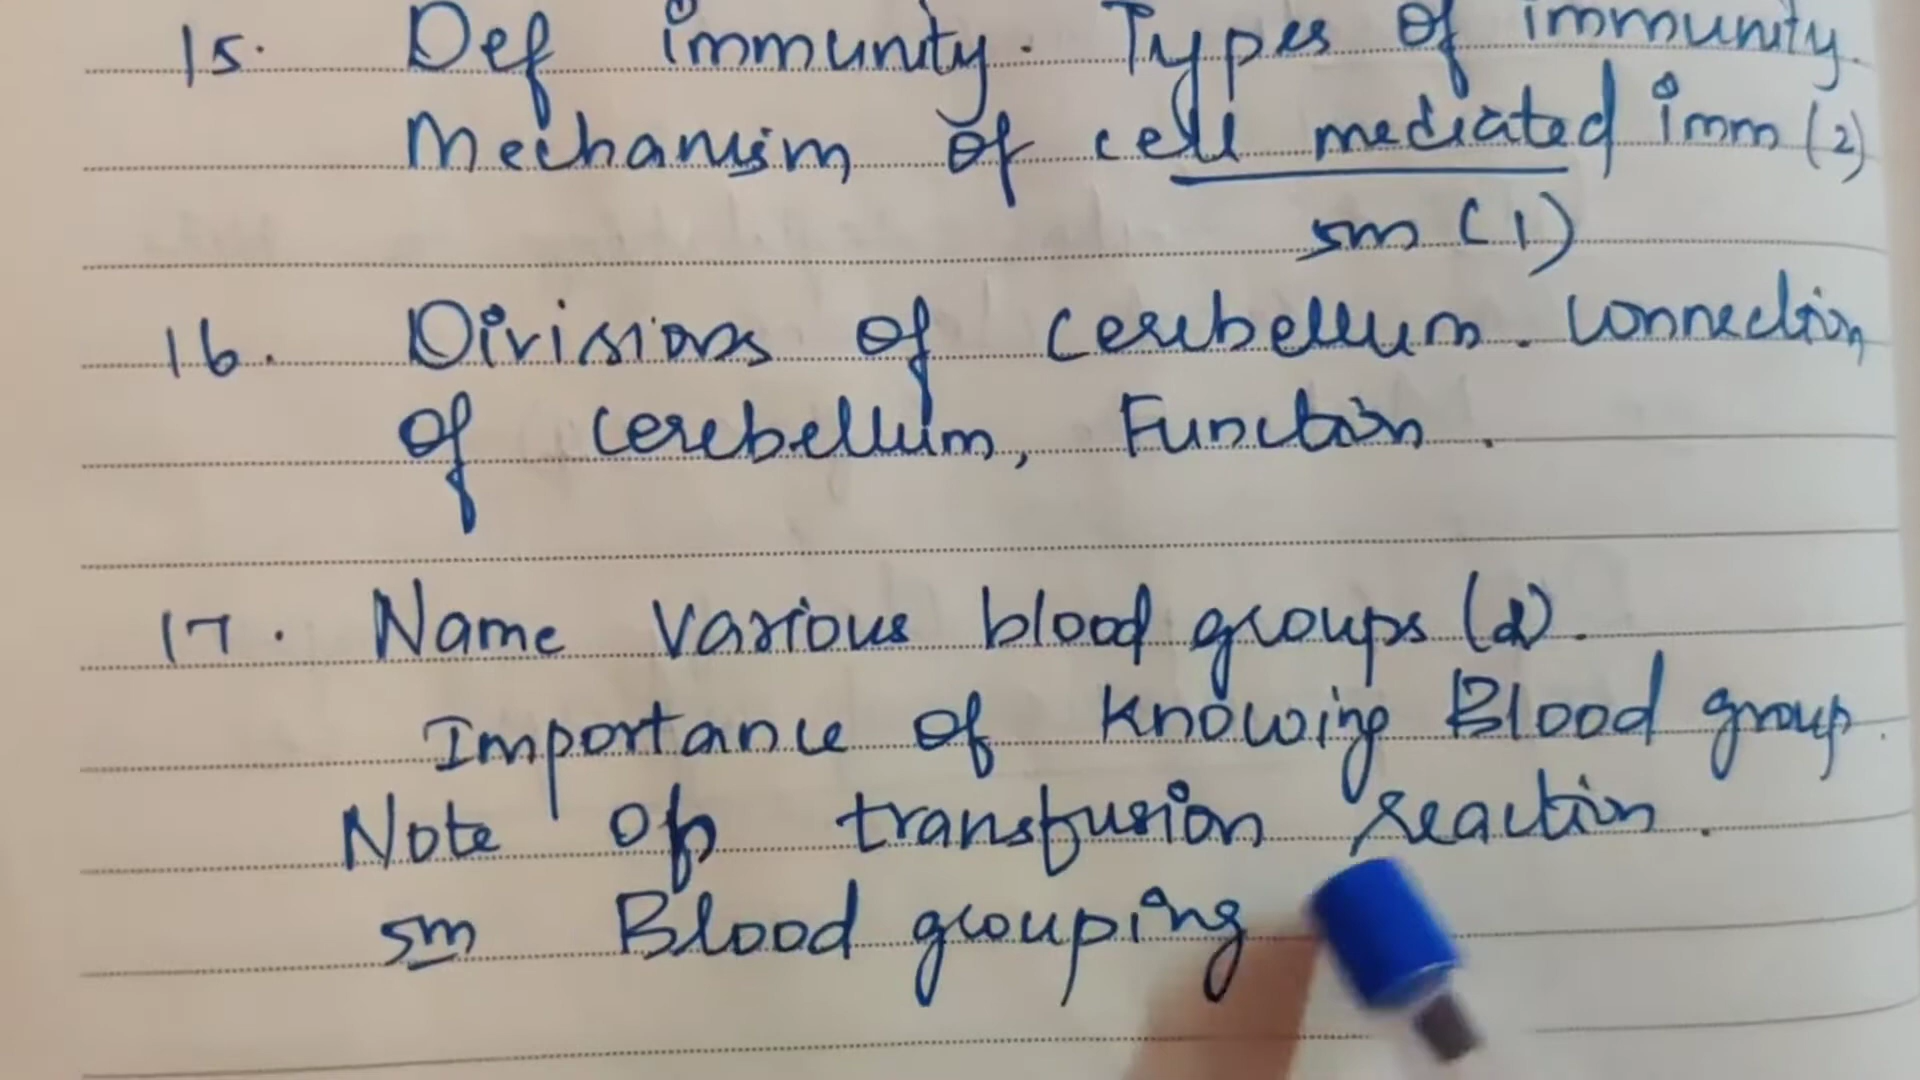 15. Def immunity. Types of immunity.
Mechanism of cell mediated imm (2)
5m (1)
16. Divisions of cerebellum. Connection
of cerebellum, Function.
17. Name various blood groups (2).
Importance of knowing Blood group.
Note of transfusion reaction.
5m Blood grouping